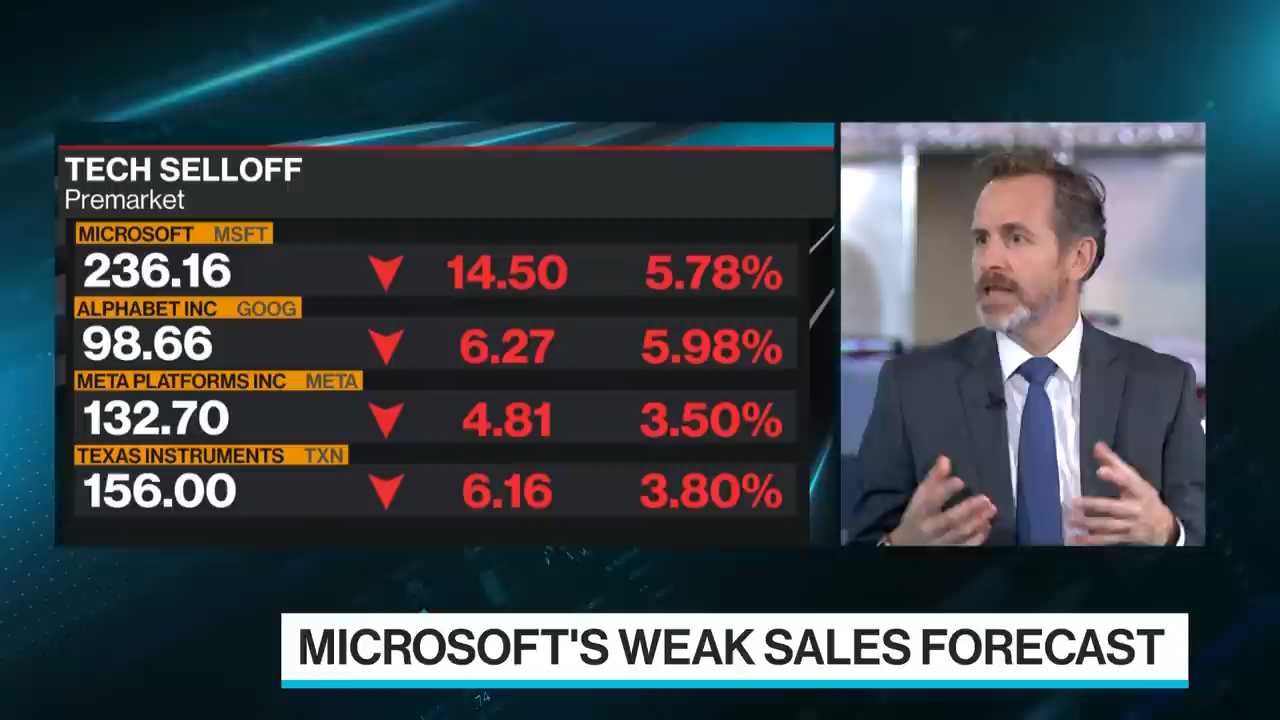 TECH SELLOFF
Premarket
MICROSOFT MSFT
236.16 14.50 5.78%
ALPHABET INC GOOG
98.66 6.27 5.98%
META PLATFORMS INC META
132.70 4.81 3.50%
TEXAS INSTRUMENTS TXN
156.00 6.16 3.80%
MICROSOFT'S WEAK SALES FORECAST
74